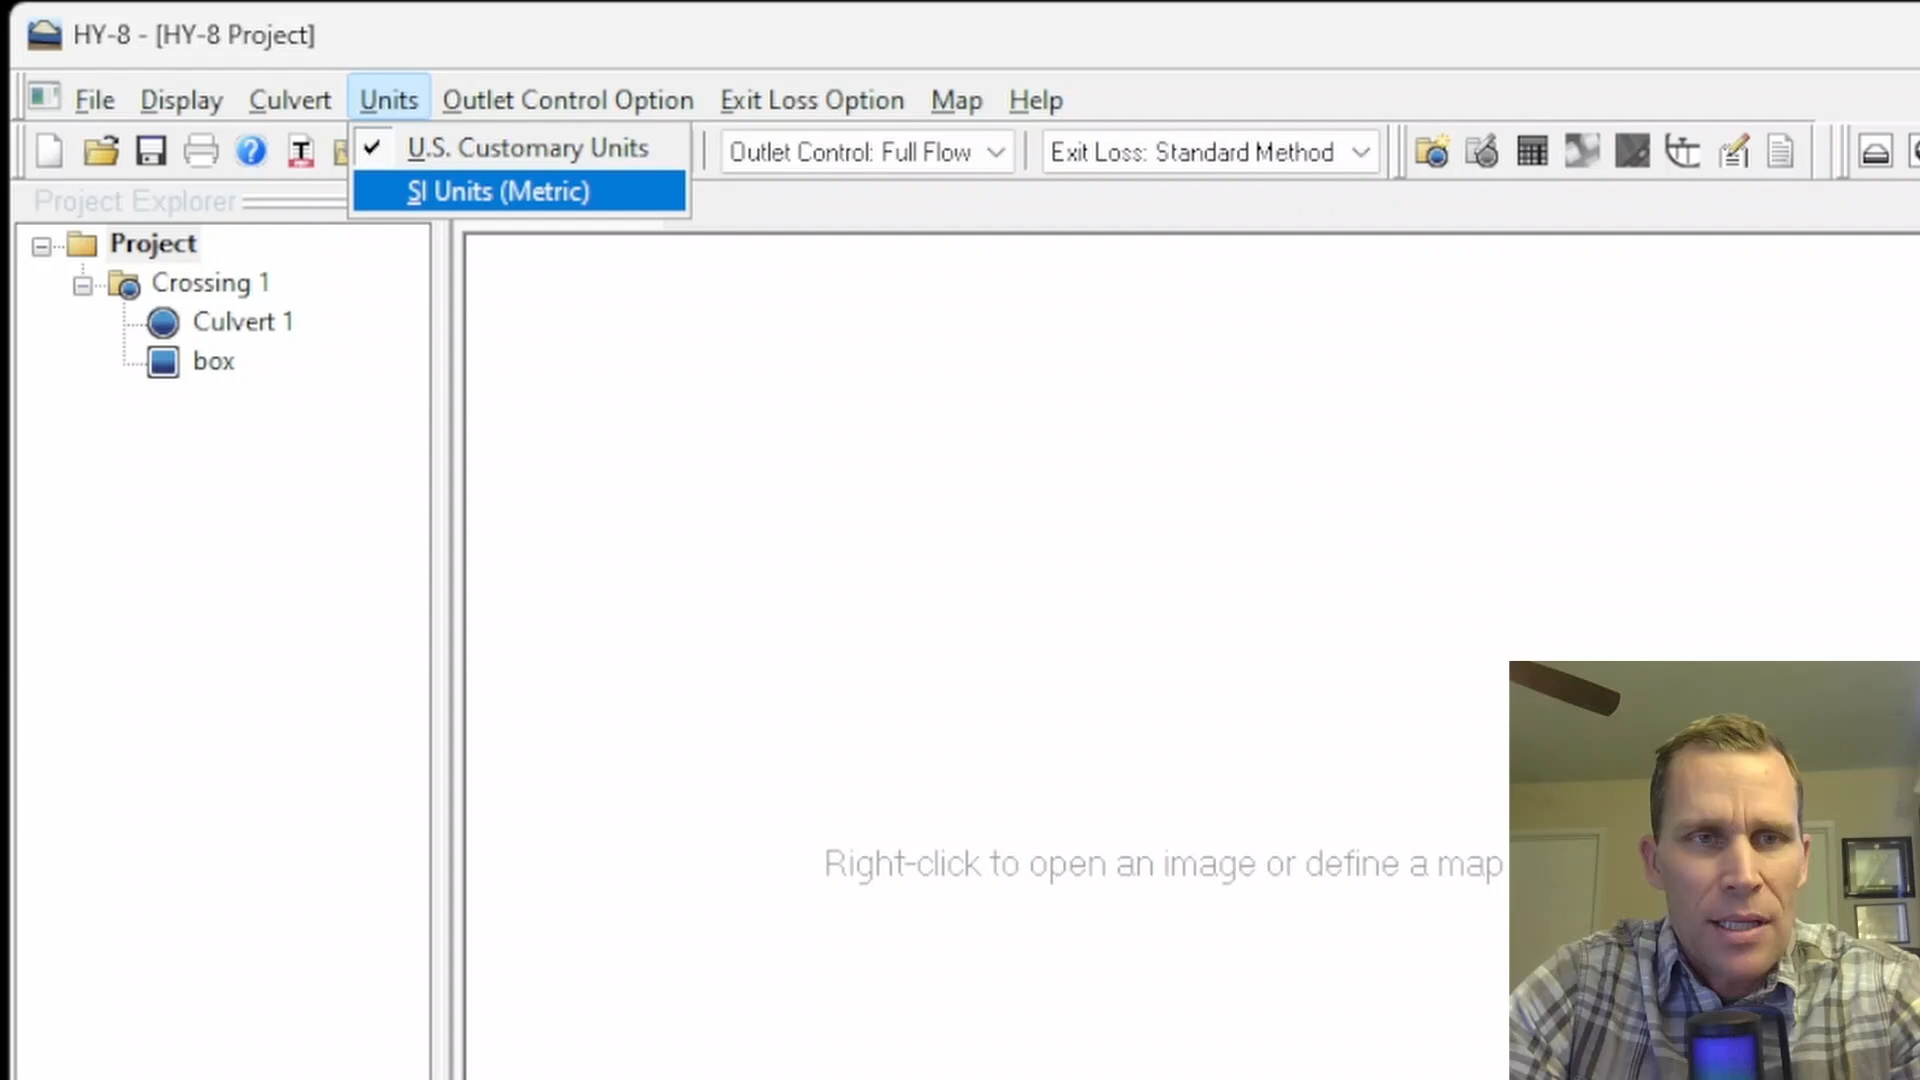 HY-8 - [HY-8 Project]
File Display Culvert Units Outlet Control Option Exit Loss Option Map Help
U.S. Customary Units
Outlet Control: Full Flow
Exit Loss: Standard Method
SI Units (Metric)
Project Explorer
Project
Crossing 1
Culvert 1
box
Right-click to open an image or define a map